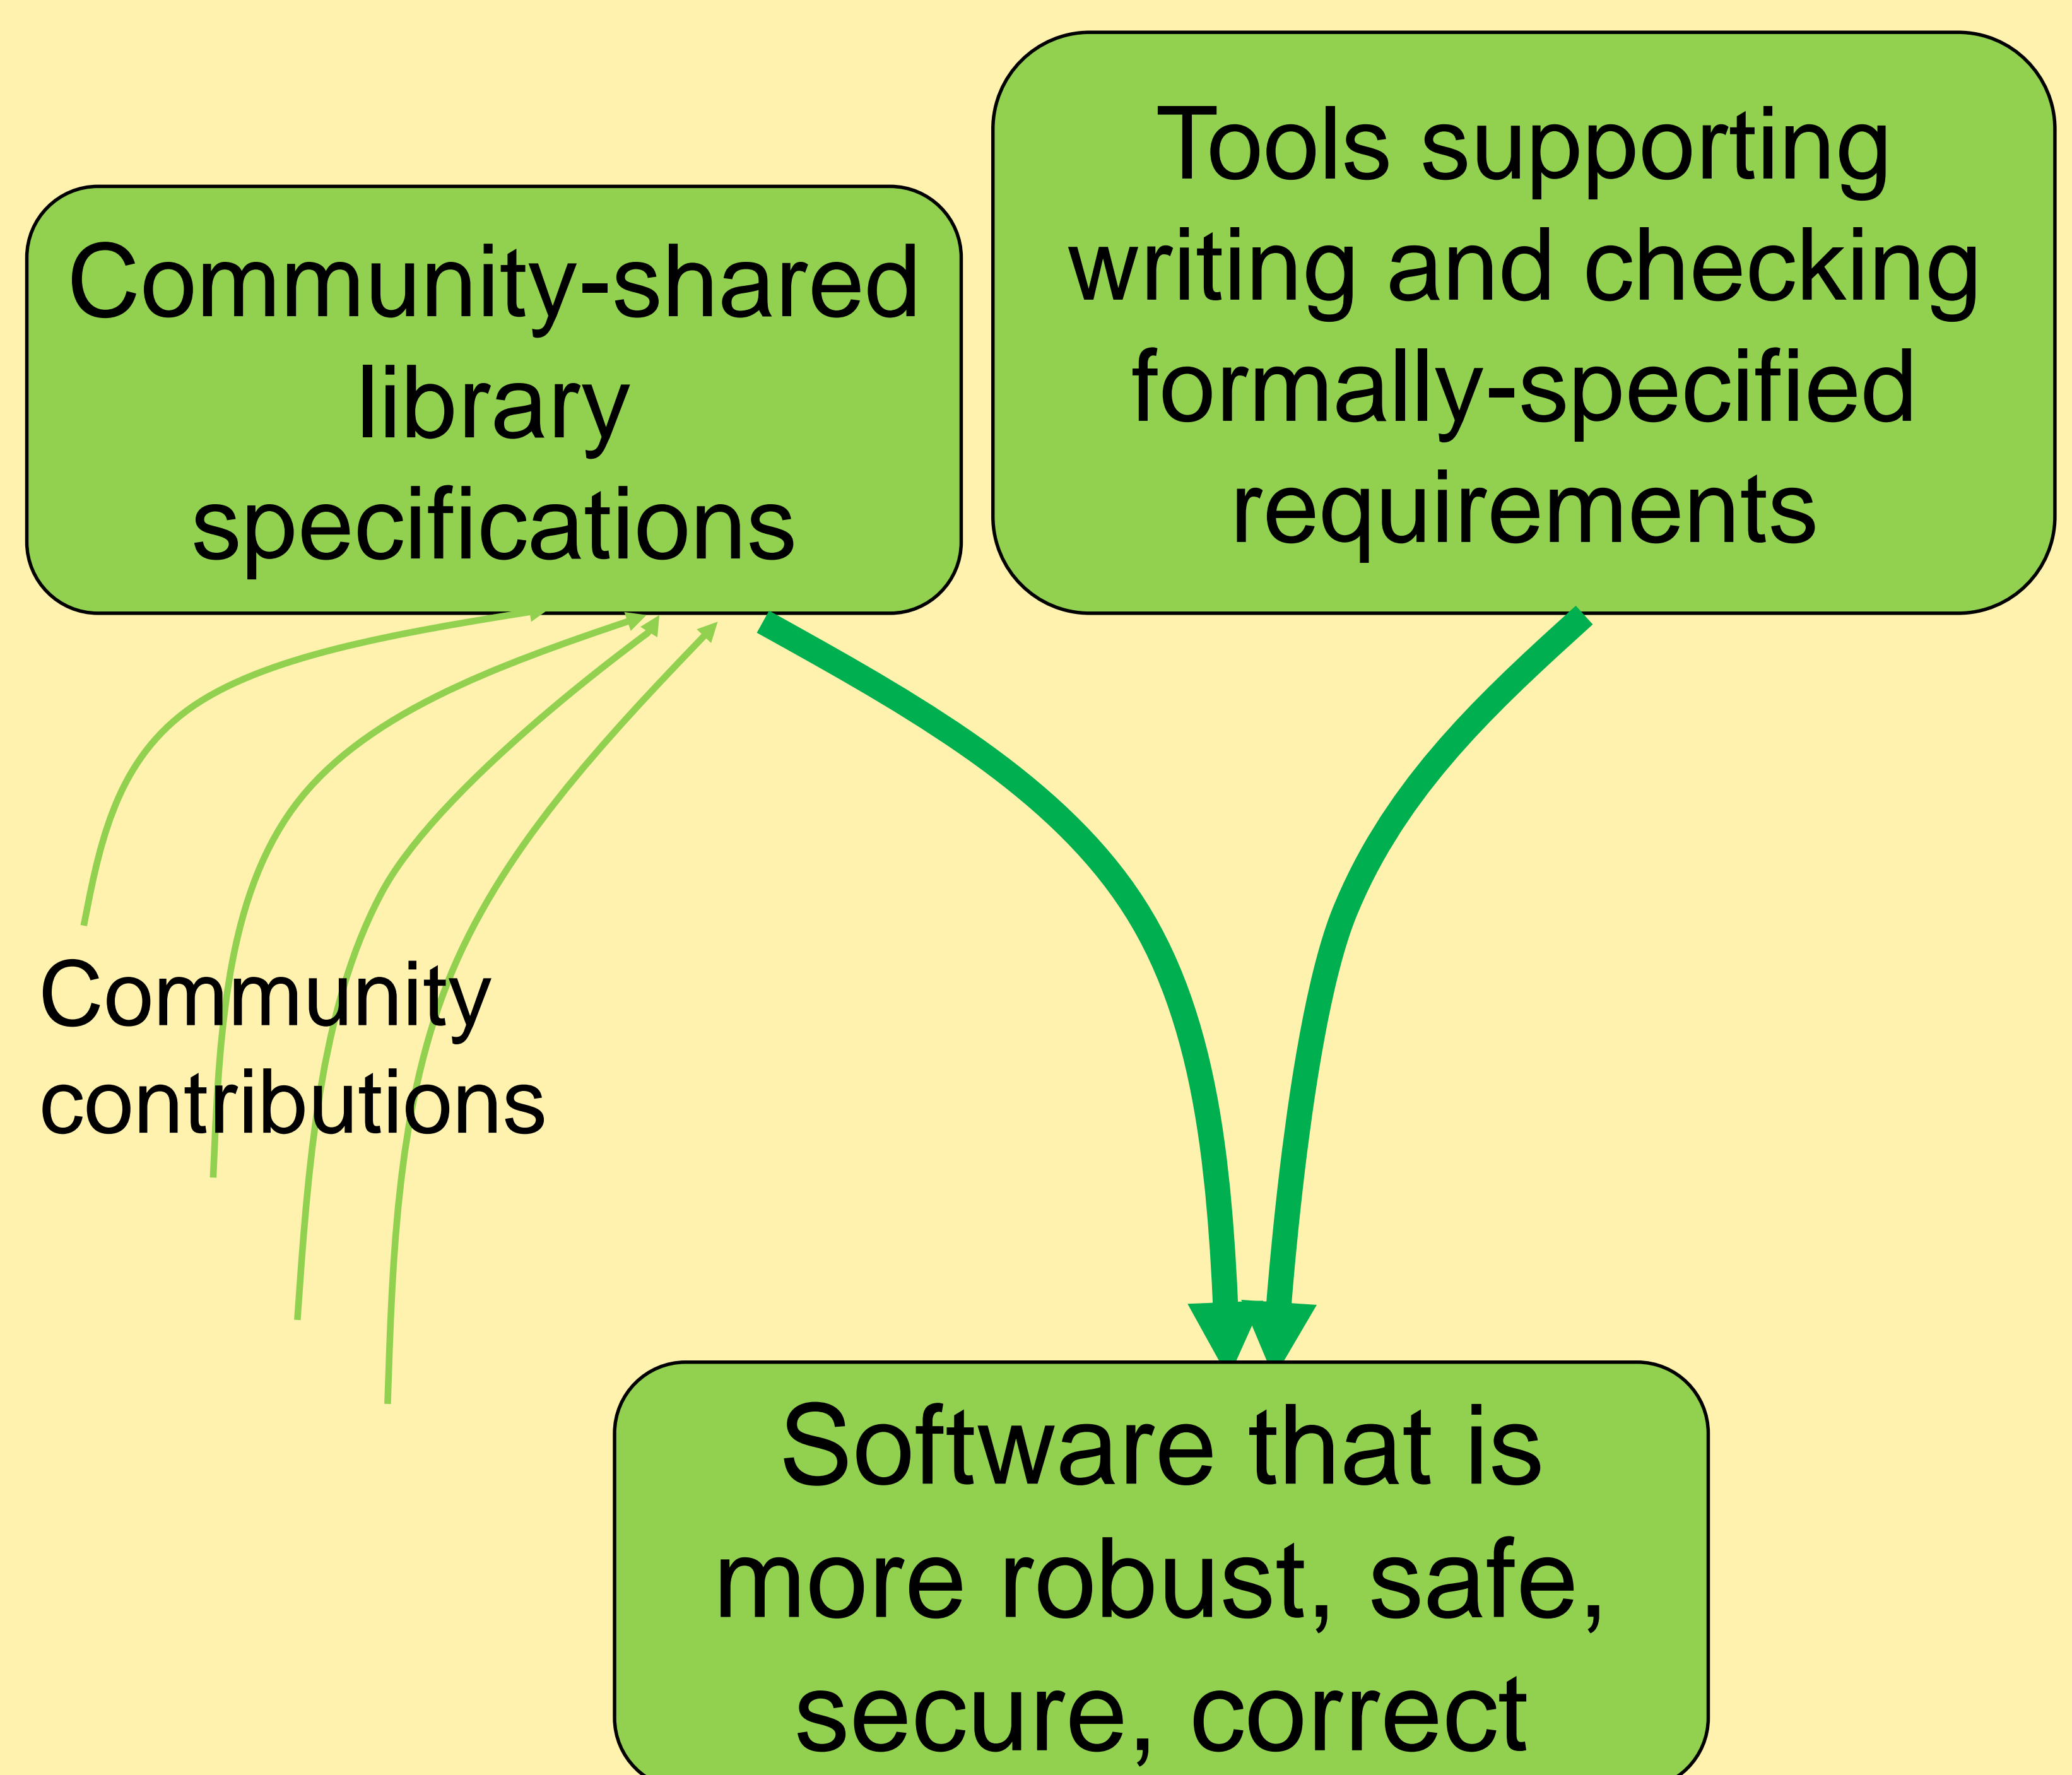 Community-shared
library
specifications
Tools supporting
writing and checking
formally-specified
requirements
Community
contributions
Software that is
more robust, safe,
secure, correct